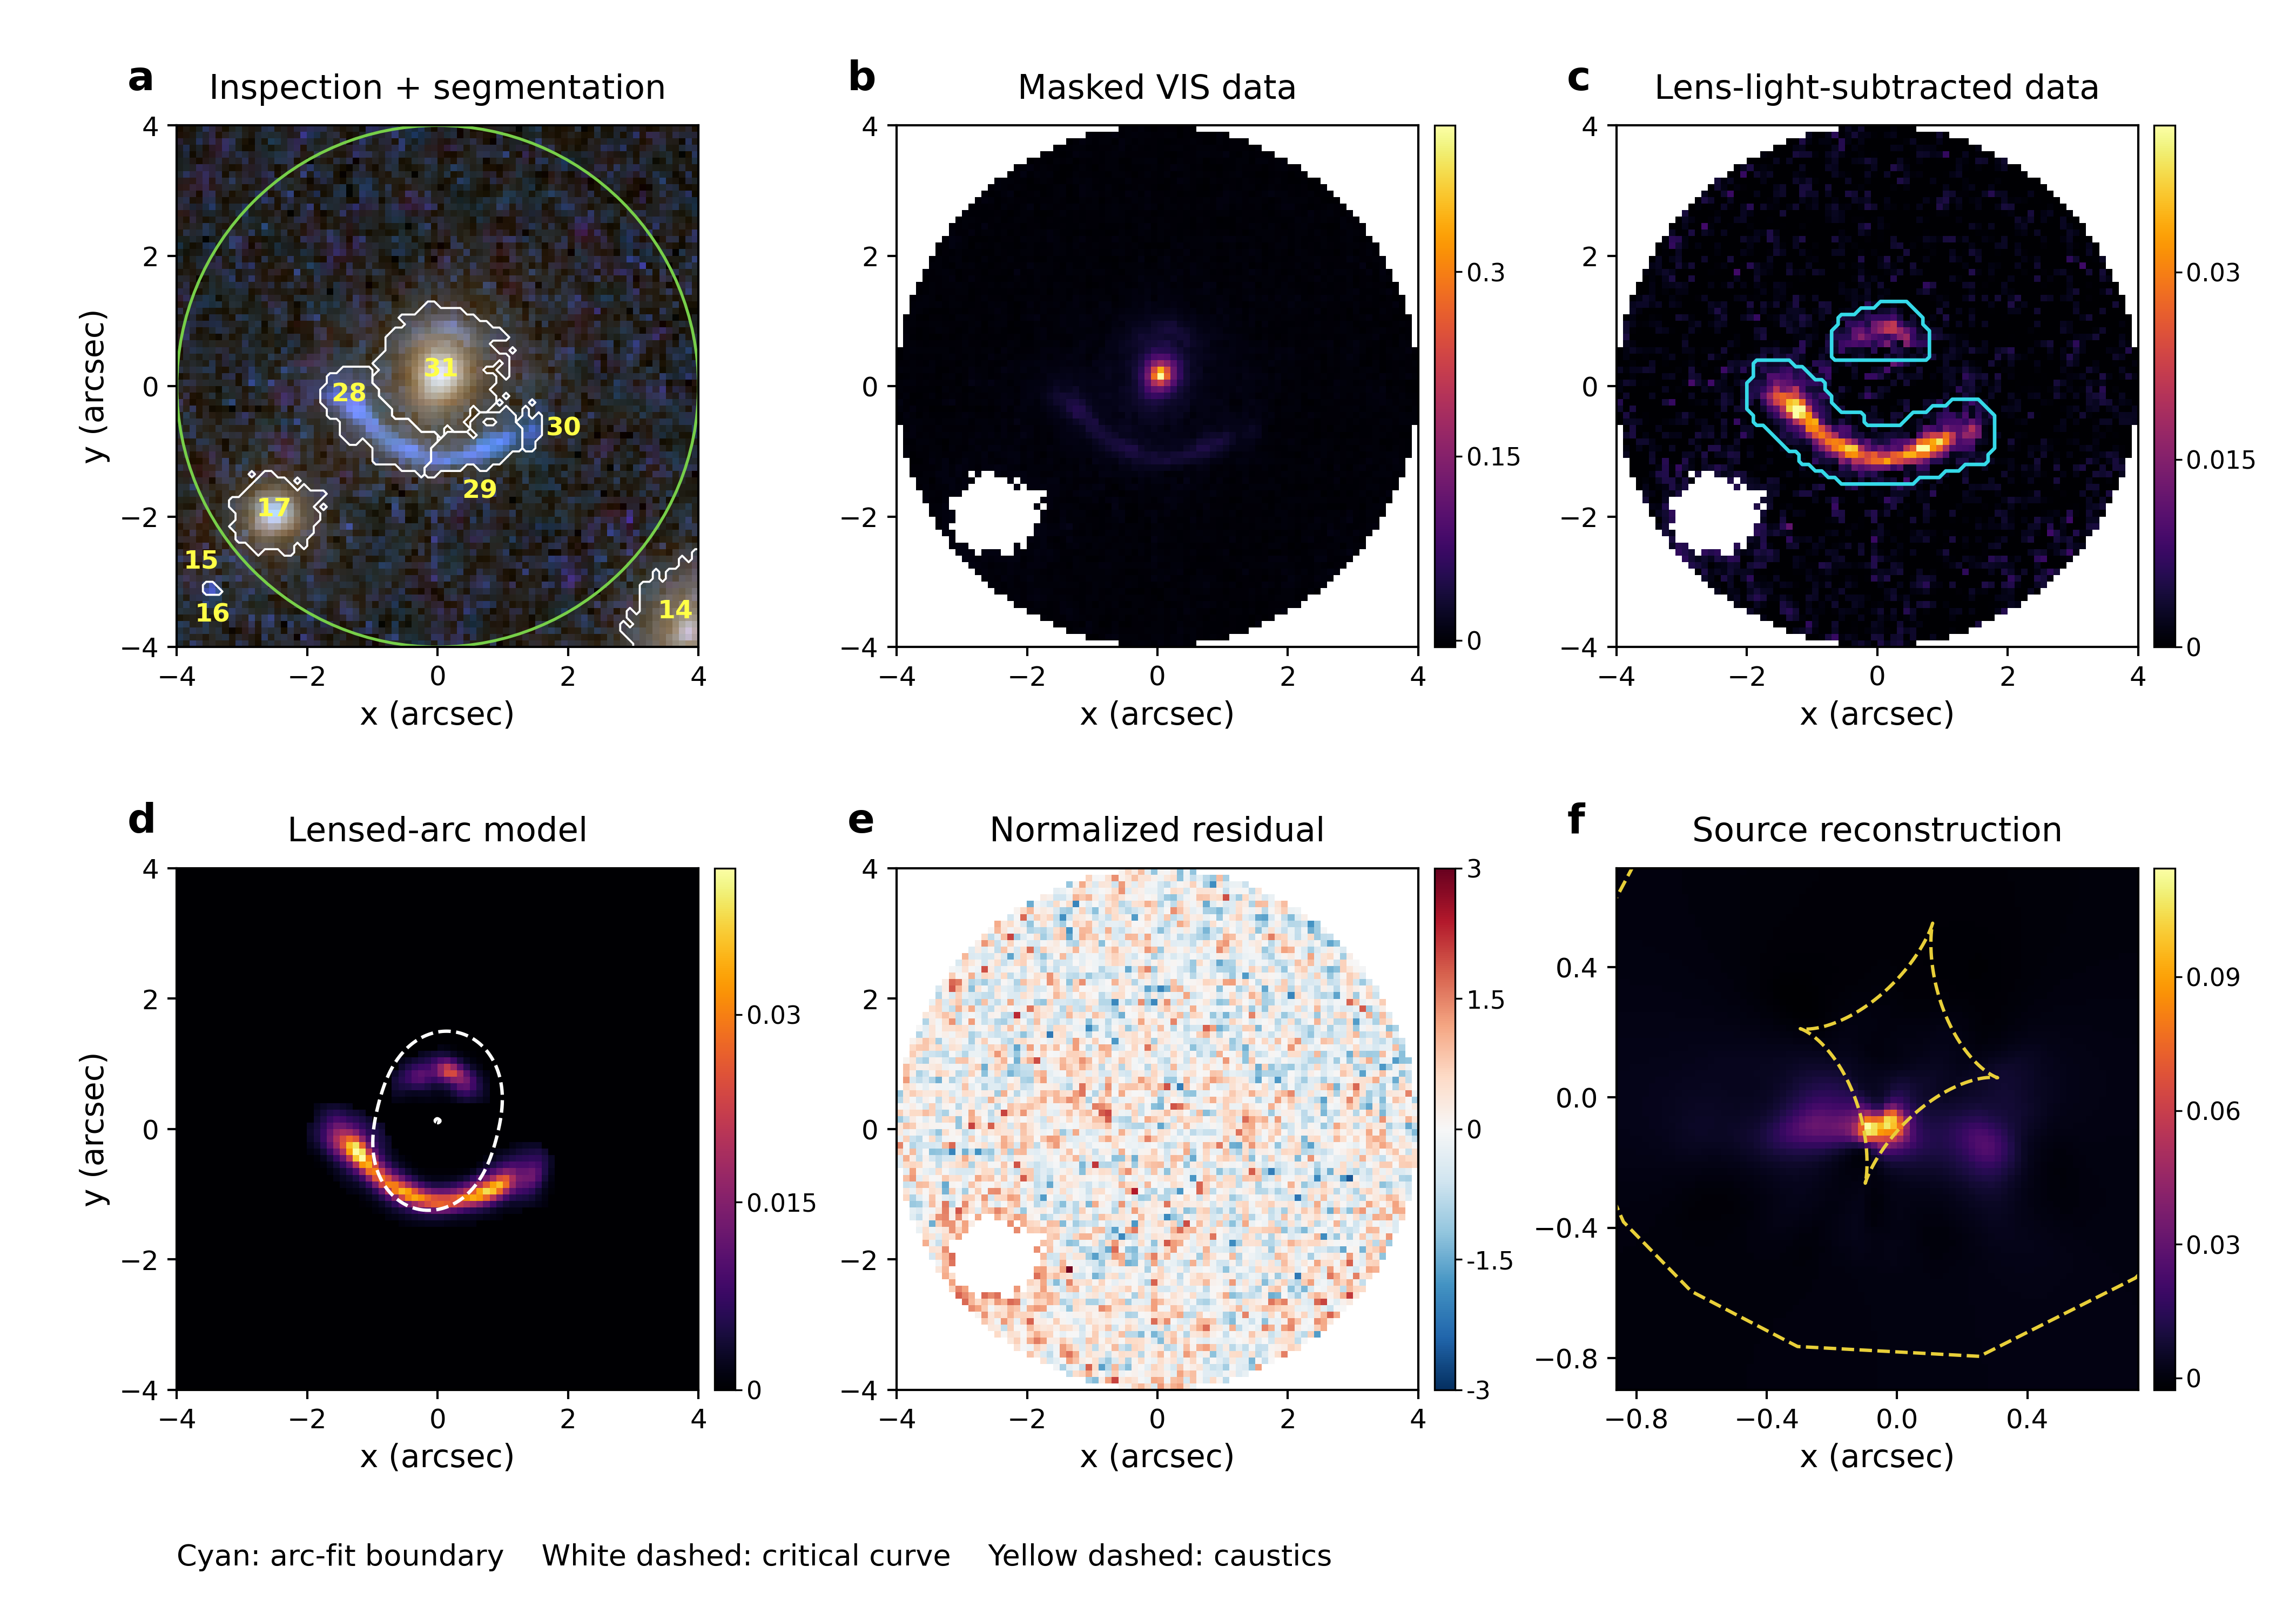 a Inspection + segmentation
b Masked VIS data
c Lens-light-subtracted data
4
2
0
−2
−4
y (arcsec)
31
28
30
29
17
15
16
14
−4 −2 0 2 4
x (arcsec)
4
2
0
−2
−4
0.3
0.15
0
−4 −2 0 2 4
x (arcsec)
4
2
0
−2
−4
0.03
0.015
0
−4 −2 0 2 4
x (arcsec)
d Lensed-arc model
e Normalized residual
f Source reconstruction
4
2
0
−2
−4
y (arcsec)
0.03
0.015
0
−4 −2 0 2 4
x (arcsec)
4
2
0
−2
−4
3
1.5
0
-1.5
-3
−4 −2 0 2 4
x (arcsec)
0.4
0.0
−0.4
−0.8
0.09
0.06
0.03
0
−0.8 −0.4 0.0 0.4
x (arcsec)
Cyan: arc-fit boundary White dashed: critical curve Yellow dashed: caustics